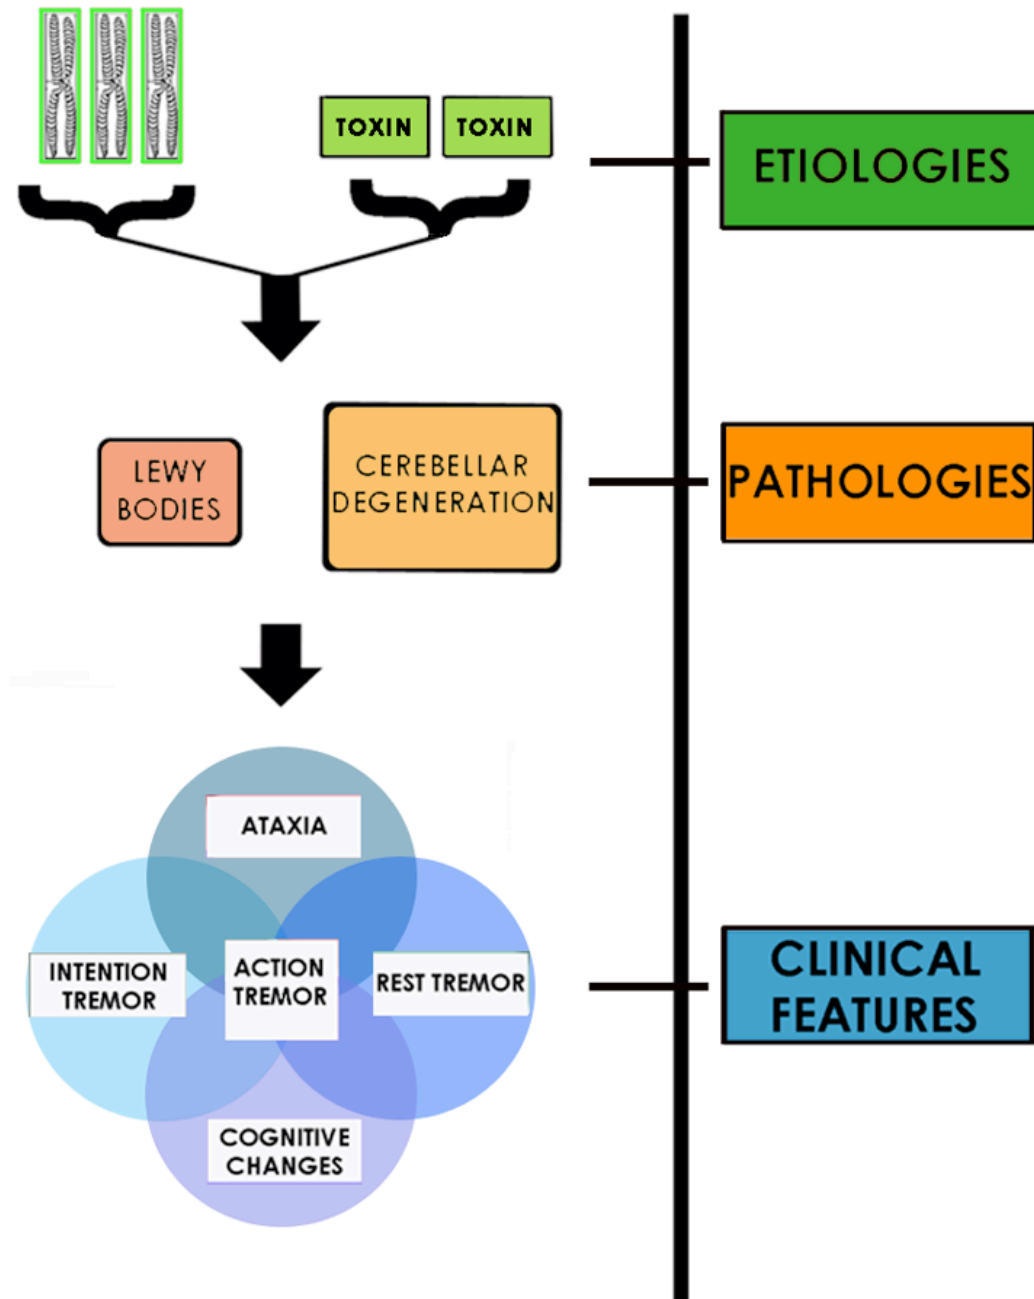 TOXIN
TOXIN
ETIOLOGIES
LEWY
BODIES
CEREBELLAR
DEGENERATION
PATHOLOGIES
ATAXIA
INTENTION
TREMOR
ACTION
TREMOR
REST TREMOR
COGNITIVE
CHANGES
CLINICAL
FEATURES